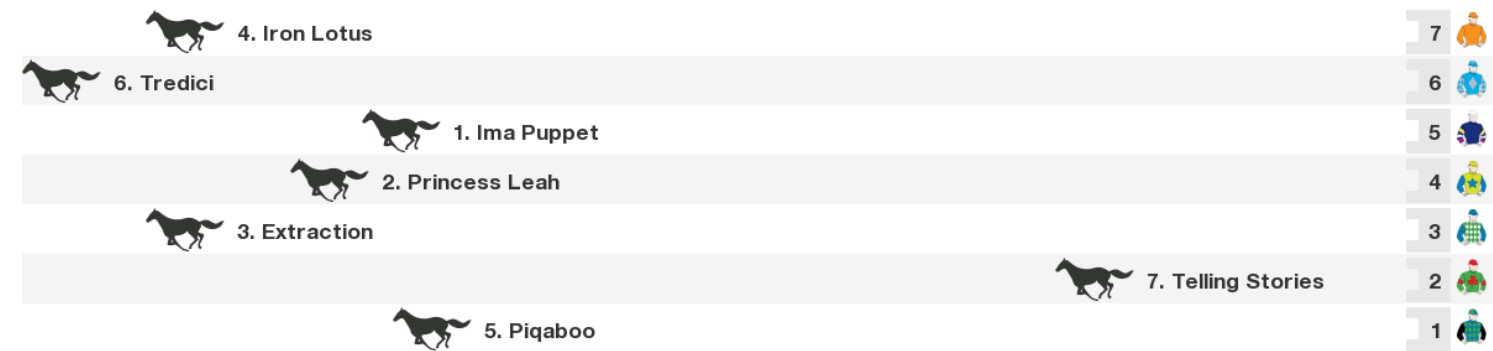 4. Iron Lotus 7
6. Tredici 6
1. Ima Puppet 5
2. Princess Leah 4
3. Extraction 3
7. Telling Stories 2
5. Piqaboo 1